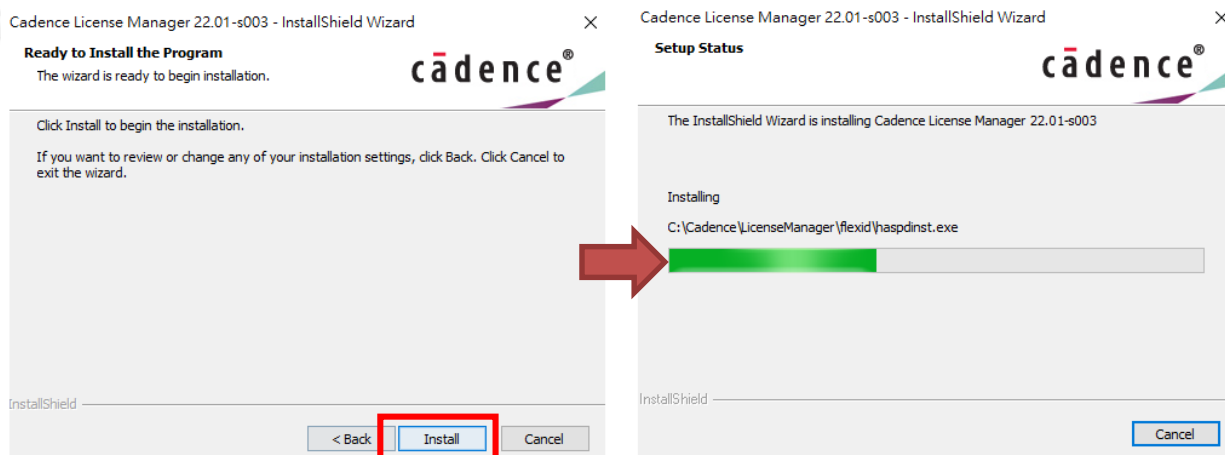 Cadence License Manager 22.01-s003 - InstallShield Wizard
Ready to Install the Program
The wizard is ready to begin installation.
cādence®
Click Install to begin the installation.
If you want to review or change any of your installation settings, click Back. Click Cancel to
exit the wizard.
InstallShield
< Back
Install
Cancel
Cadence License Manager 22.01-s003 - InstallShield Wizard
Setup Status
cādence®
The InstallShield Wizard is installing Cadence License Manager 22.01-s003
Installing
C:\Cadence\LicenseManager\flexid\haspdinst.exe
InstallShield
Cancel